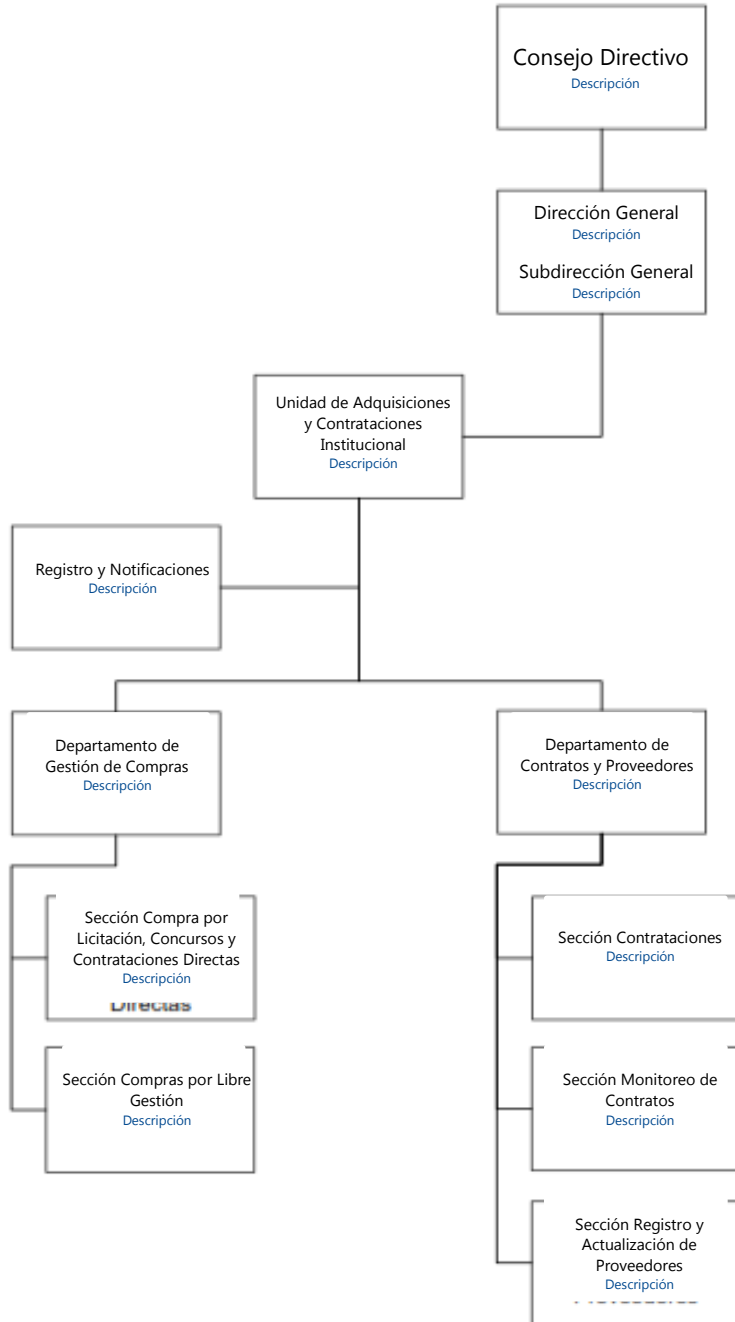 Consejo Directivo
Descripción
Dirección General
Descripción
Subdirección General
Descripción
Unidad de Adquisiciones
y Contrataciones
Institucional
Descripción
Registro y Notificaciones
Descripción
Departamento de
Gestión de Compras
Descripción
Departamento de
Contratos y Proveedores
Descripción
Sección Compra por
Licitación, Concursos y
Contrataciones Directas
Descripción
Directas
Sección Compras por Libre
Gestión
Descripción
Sección Contrataciones
Descripción
Sección Monitoreo de
Contratos
Descripción
Sección Registro y
Actualización de
Proveedores
Descripción